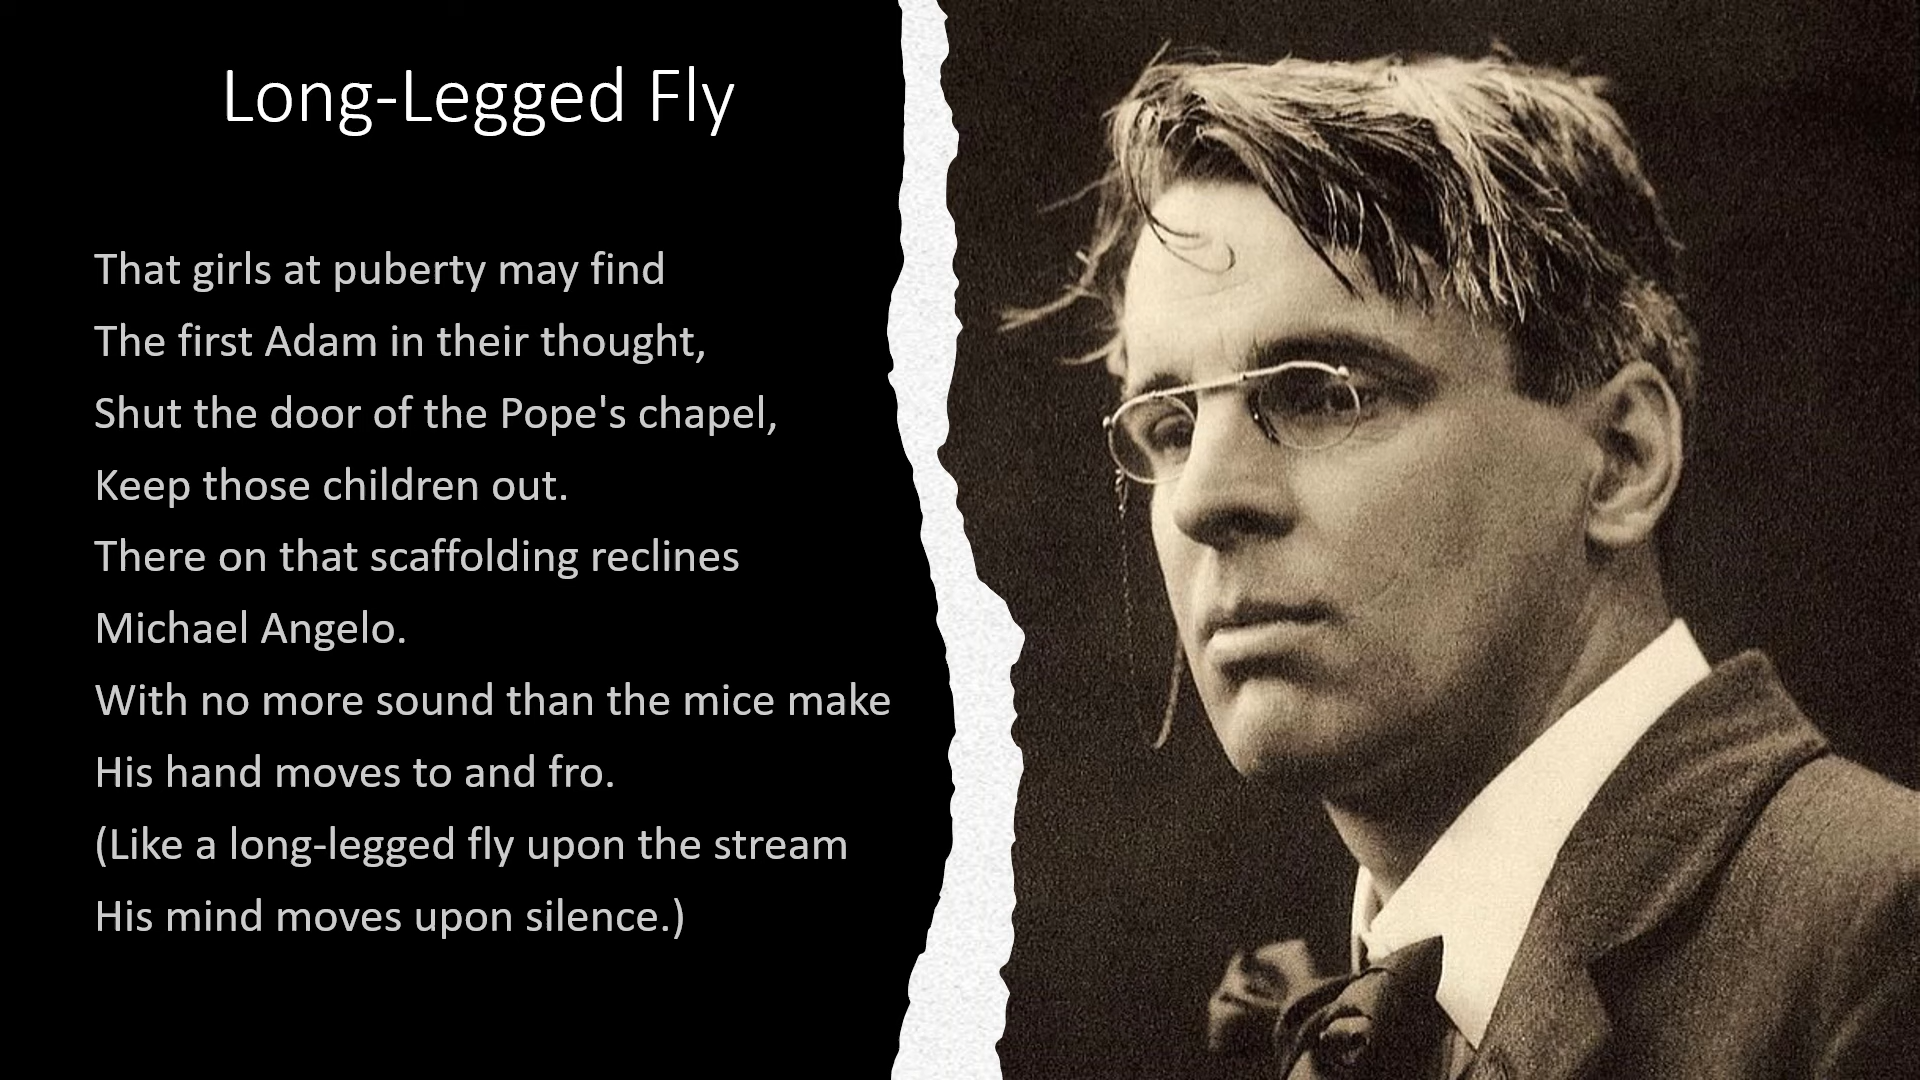 Long-Legged Fly
That girls at puberty may find
The first Adam in their thought,
Shut the door of the Pope's chapel,
Keep those children out.
There on that scaffolding reclines
Michael Angelo.
With no more sound than the mice make
His hand moves to and fro.
(Like a long-legged fly upon the stream
His mind moves upon silence.)